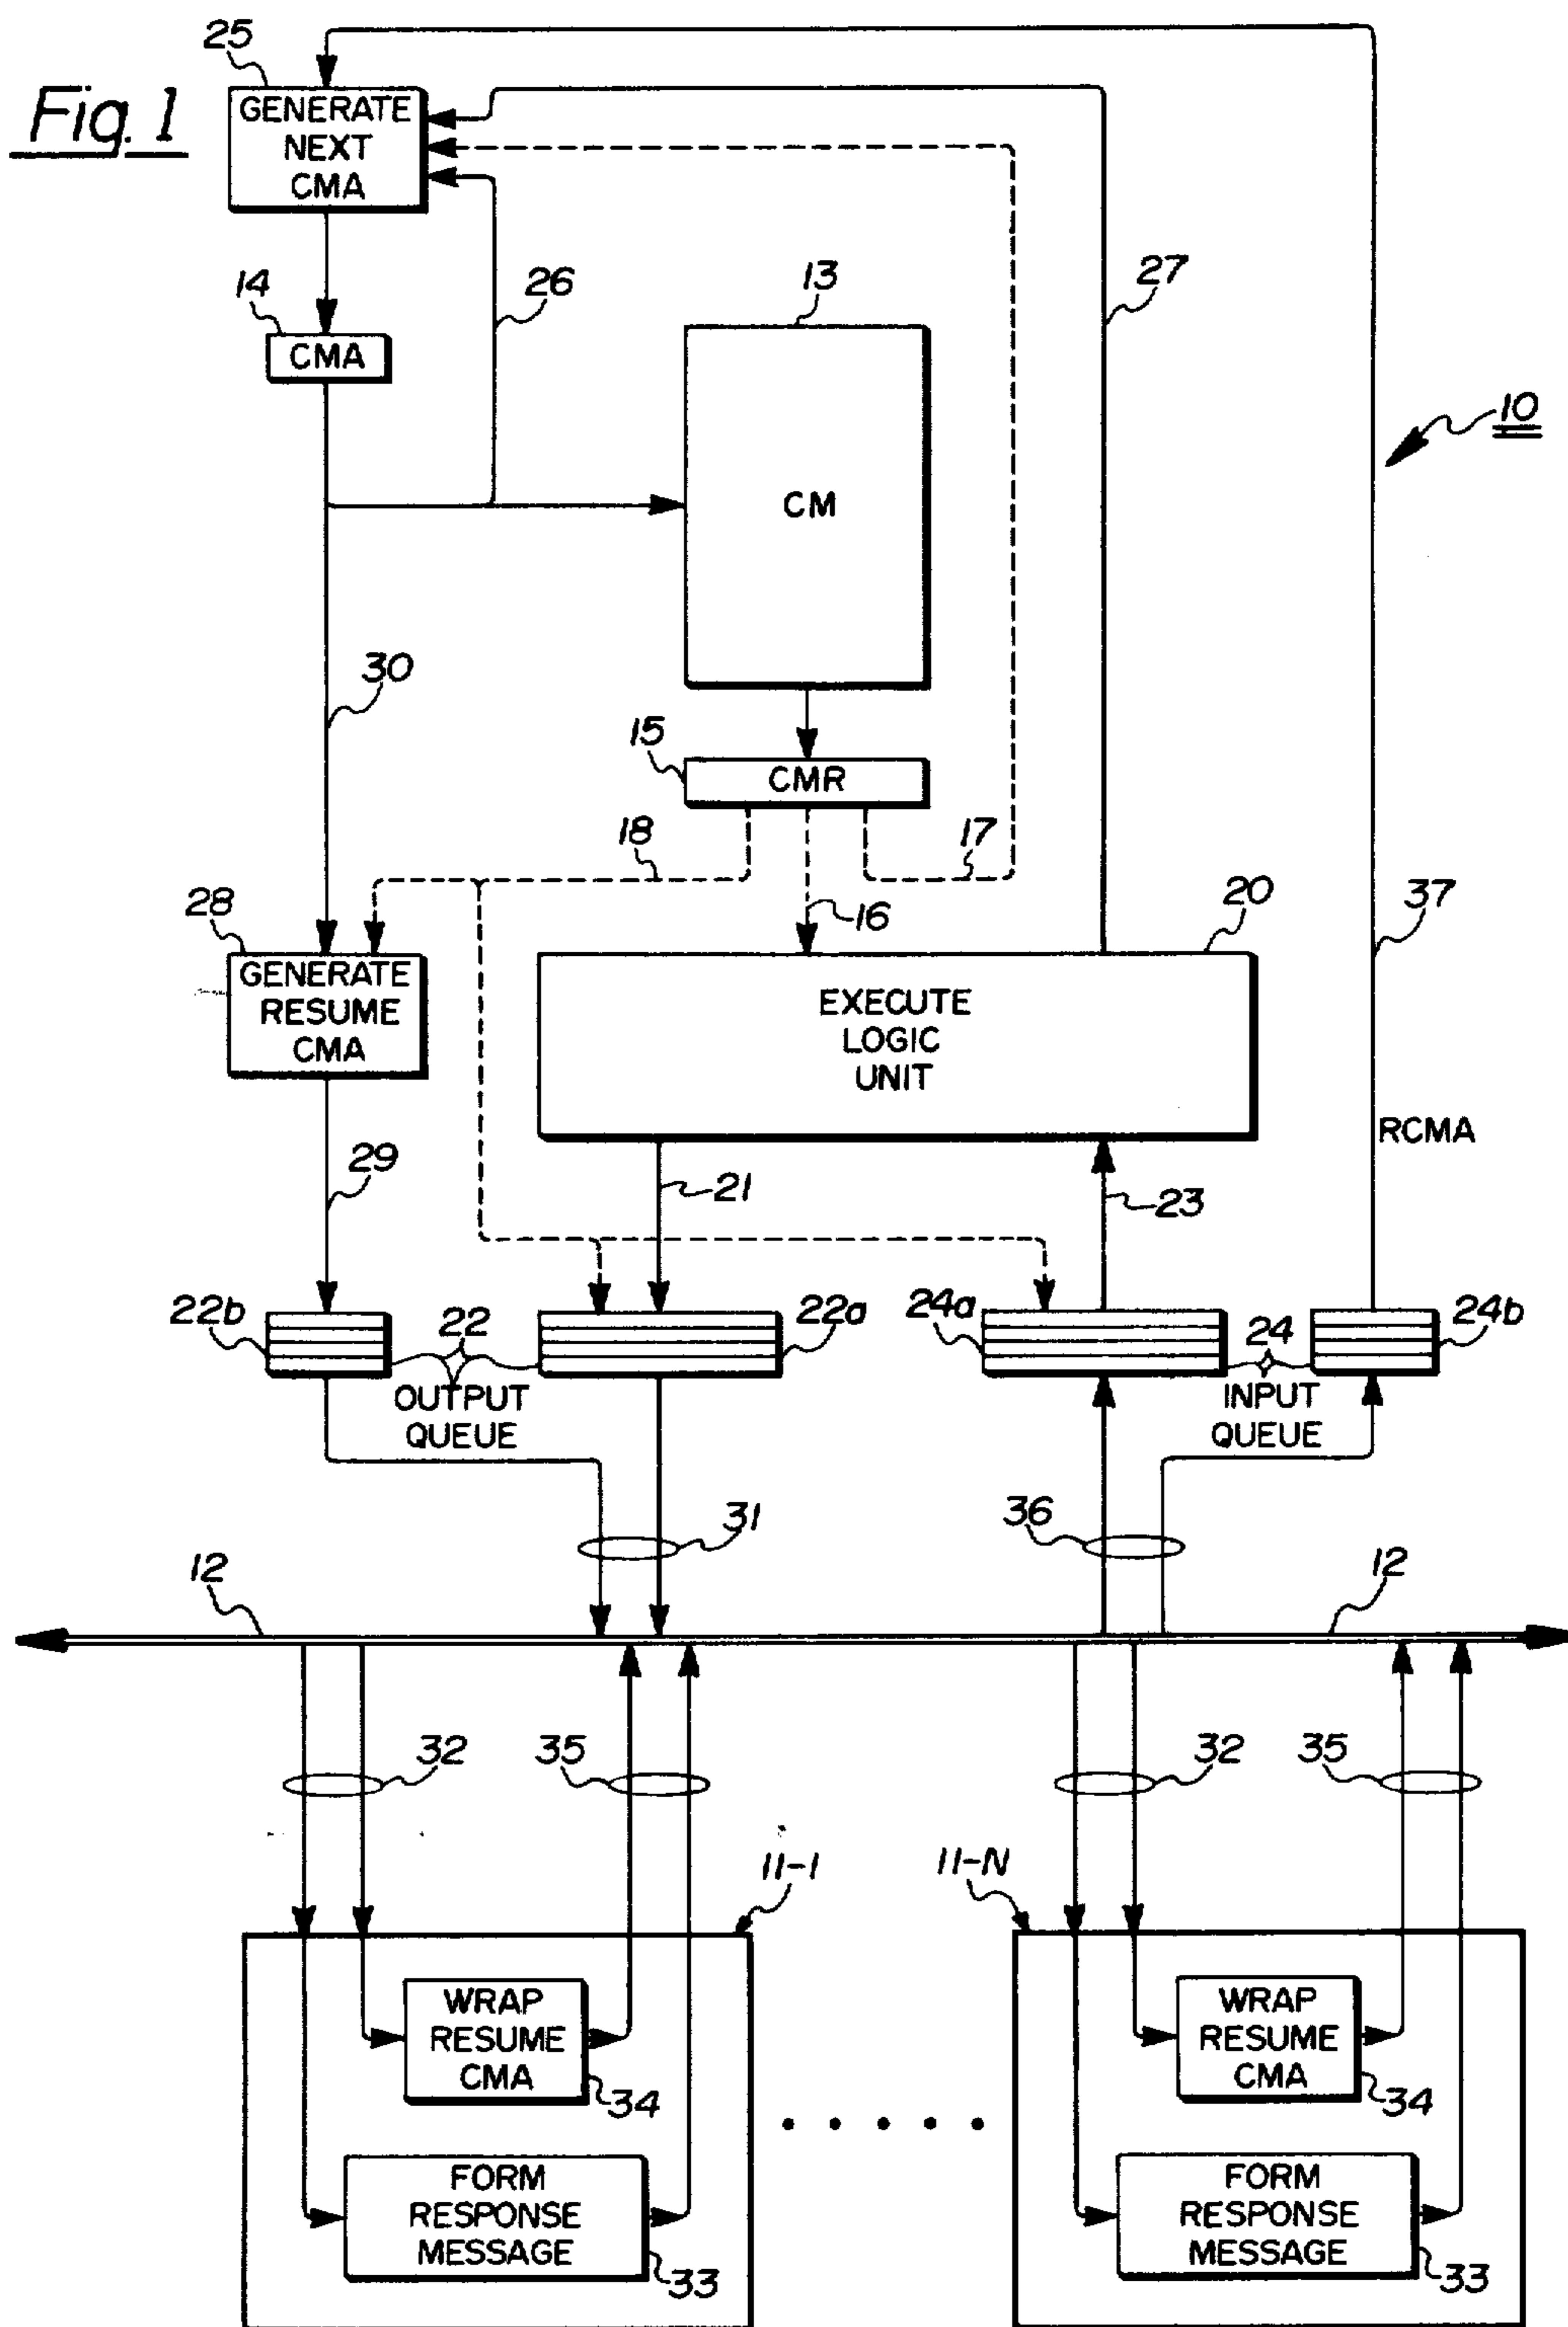 Fig. 1
25
GENERATE
NEXT
CMA
14
CMA
26
13
CM
27
10
30
15
CMR
18
17
16
28
GENERATE
RESUME
CMA
20
EXECUTE
LOGIC
UNIT
37
RCMA
29
21
23
22b
22
22a
24a
24
24b
OUTPUT
QUEUE
INPUT
QUEUE
31
36
12
12
32
35
32
35
11-1
11-N
WRAP
RESUME
CMA
34
WRAP
RESUME
CMA
34
FORM
RESPONSE
MESSAGE
33
FORM
RESPONSE
MESSAGE
33